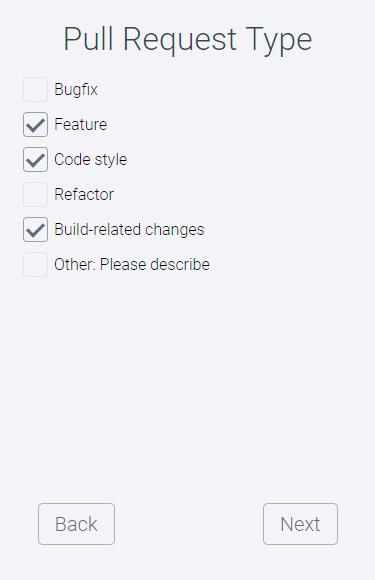 Pull Request Type
Bugfix
Feature
Code style
Refactor
Build-related changes
Other: Please describe
Back
Next